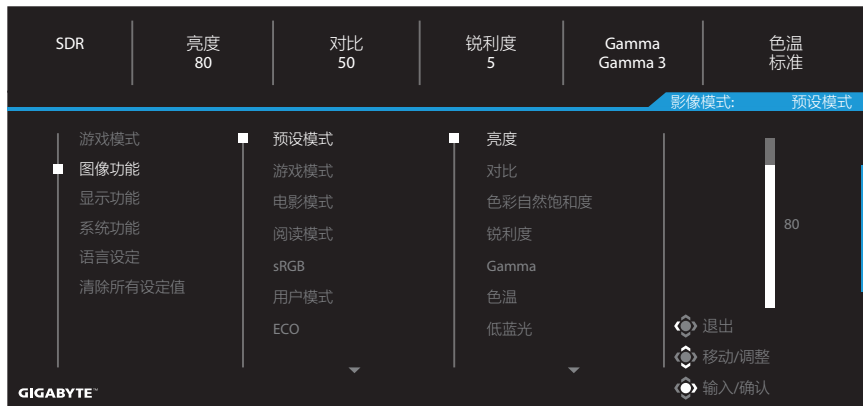 SDR
亮度
80
对比
50
锐利度
5
Gamma
Gamma 3
色温
标准
影像模式:
预设模式
游戏模式
图像功能
显示功能
系统功能
语言设定
清除所有设定值
预设模式
游戏模式
电影模式
阅读模式
sRGB
用户模式
ECO
亮度
对比
色彩自然饱和度
锐利度
Gamma
色温
低蓝光
80
退出
移动/调整
输入/确认
GIGABYTE™